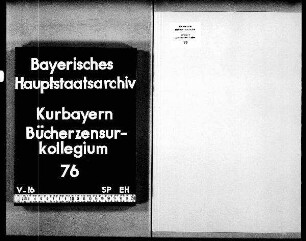 Bayerisches
Hauptstaatsarchiv
Kurbayern
Bücherzensur-
kollegium
76
V-16 SP EH